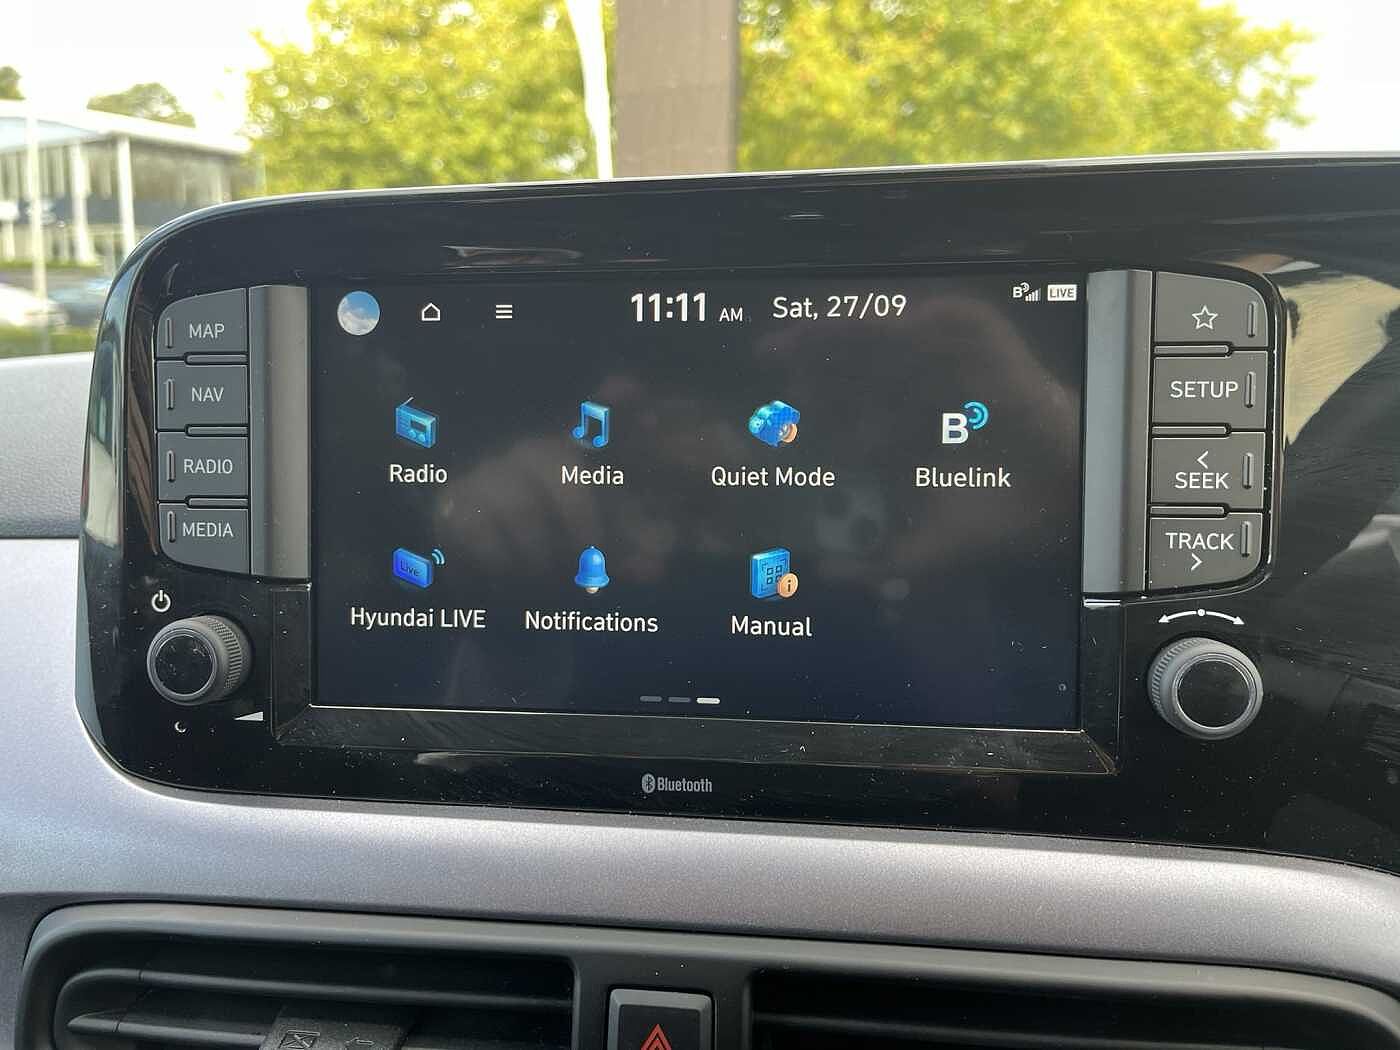 11:11 AM Sat, 27/09
B LIVE
MAP
NAV
RADIO
MEDIA
Radio Media Quiet Mode Bluelink
Live
Hyundai LIVE Notifications Manual
SETUP
< SEEK
TRACK >
Bluetooth